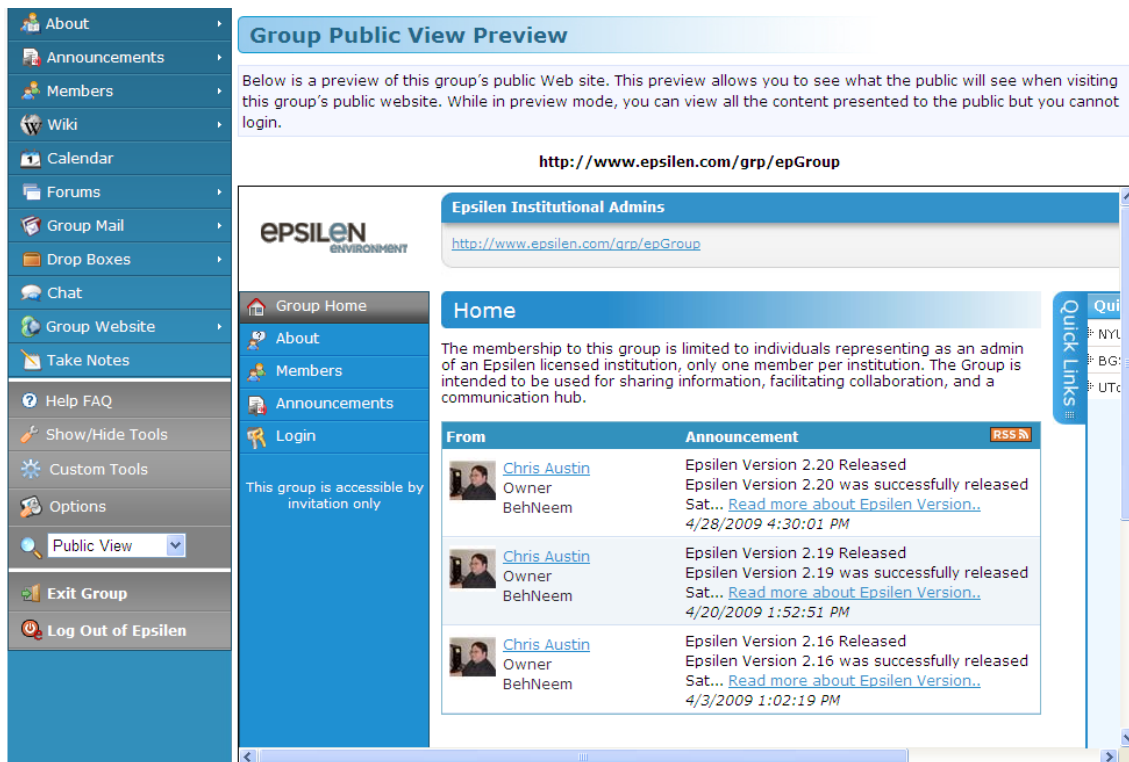 About
Announcements
Members
Wiki
Calendar
Forums
Group Mail
Drop Boxes
Chat
Group Website
Take Notes
Help FAQ
Show/Hide Tools
Custom Tools
Options
Public View
Exit Group
Log Out of Epsilen
Group Public View Preview
Below is a preview of this group's public Web site. This preview allows you to see what the public will see when visiting
this group's public website. While in preview mode, you can view all the content presented to the public but you cannot
login.
http://www.epsilen.com/grp/epGroup
EPSILEN
ENVIRONMENT
Epsilen Institutional Admins
http://www.epsilen.com/grp/epGroup
Group Home
About
Members
Announcements
Login
This group is accessible by
invitation only
Home
The membership to this group is limited to individuals representing as an admin
of an Epsilen licensed institution, only one member per institution. The Group is
intended to be used for sharing information, facilitating collaboration, and a
communication hub.
From Announcement RSS
Chris Austin
Owner
BehNeem
Epsilen Version 2.20 Released
Epsilen Version 2.20 was successfully released
Sat... Read more about Epsilen Version..
4/28/2009 4:30:01 PM
Chris Austin
Owner
BehNeem
Epsilen Version 2.19 Released
Epsilen Version 2.19 was successfully released
Sat... Read more about Epsilen Version..
4/20/2009 1:52:51 PM
Chris Austin
Owner
BehNeem
Epsilen Version 2.16 Released
Epsilen Version 2.16 was successfully released
Sat... Read more about Epsilen Version..
4/3/2009 1:02:19 PM
Quick Links
Qui